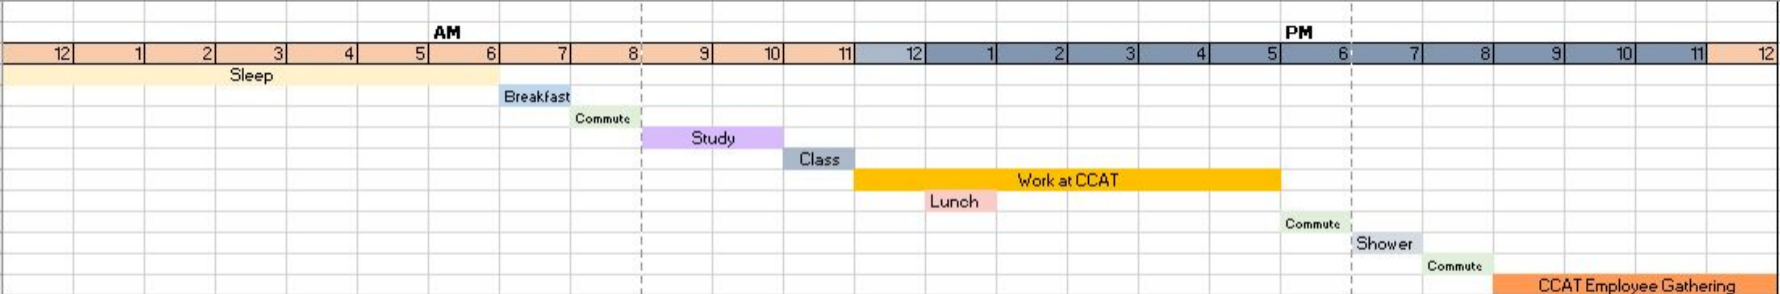 AM PM
12 1 2 3 4 5 6 7 8 9 10 11 12 1 2 3 4 5 6 7 8 9 10 11 12
Sleep
Breakfast
Commute
Study
Class
Work at CCAT
Lunch
Commute
Shower
Commute
CCAT Employee Gathering